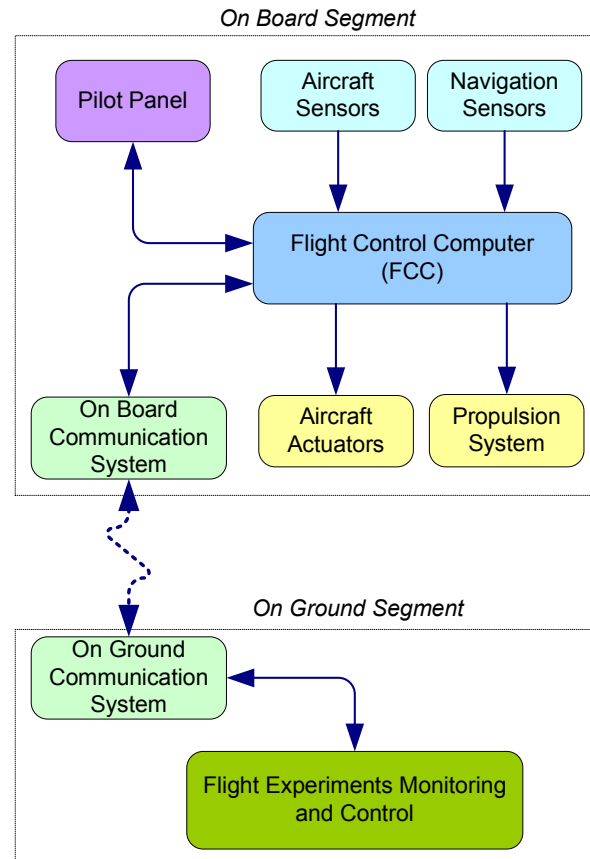 On Board Segment
Pilot Panel
Aircraft
Sensors
Navigation
Sensors
Flight Control Computer
(FCC)
On Board
Communication
System
Aircraft
Actuators
Propulsion
System
On Ground Segment
On Ground
Communication
System
Flight Experiments Monitoring
and Control